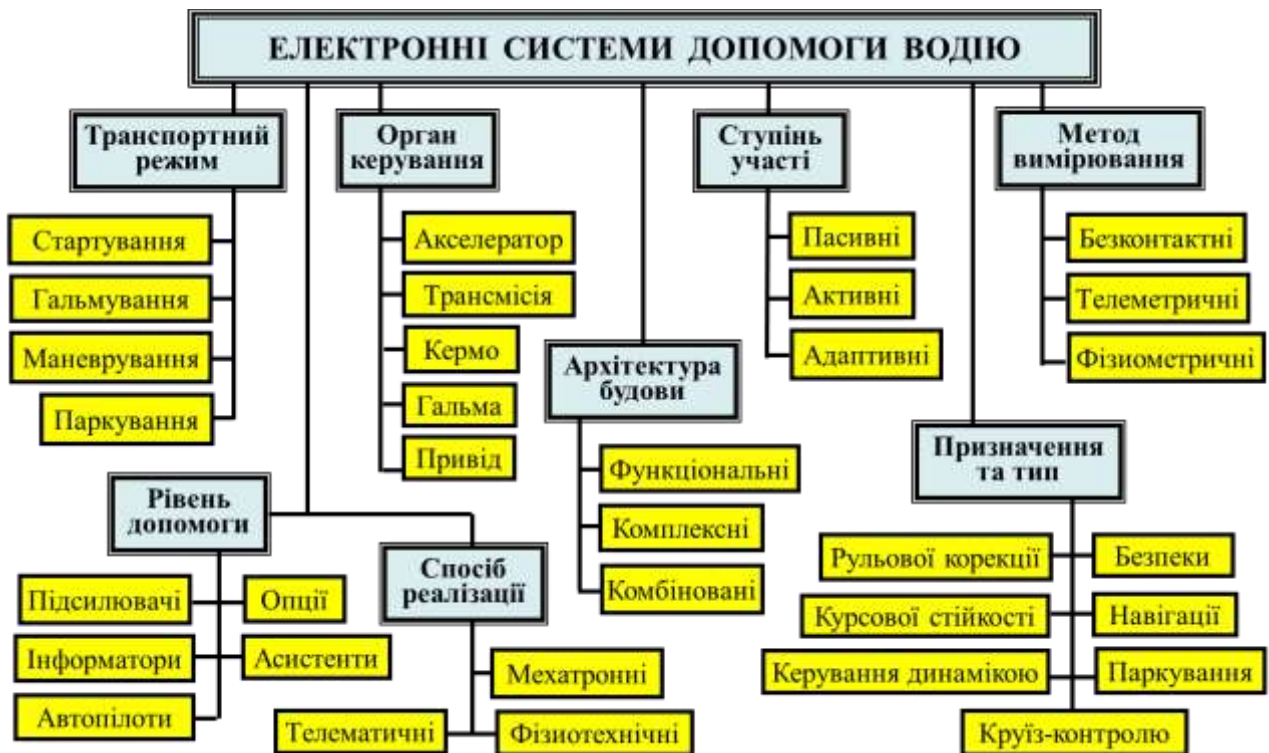 ЕЛЕКТРОННІ СИСТЕМИ ДОПОМОГИ ВОДІЮ
Транспортний
режим
Стартування
Гальмування
Маневрування
Паркування
Орган
керування
Акселератор
Трансмісія
Кермо
Гальма
Привід
Ступінь
участі
Пасивні
Активні
Адаптивні
Метод
вимірювання
Безконтактні
Телеметричні
Фізиометричні
Архітектура
будови
Функціональні
Комплексні
Комбіновані
Рівень
допомоги
Підсилювачі
Опції
Інформатори
Асистенти
Автопілоти
Спосіб
реалізації
Мехатронні
Телематичні
Фізиотехнічні
Призначення
та тип
Рульової корекції
Безпеки
Курсової стійкості
Навігації
Керування динамікою
Паркування
Круїз-контролю